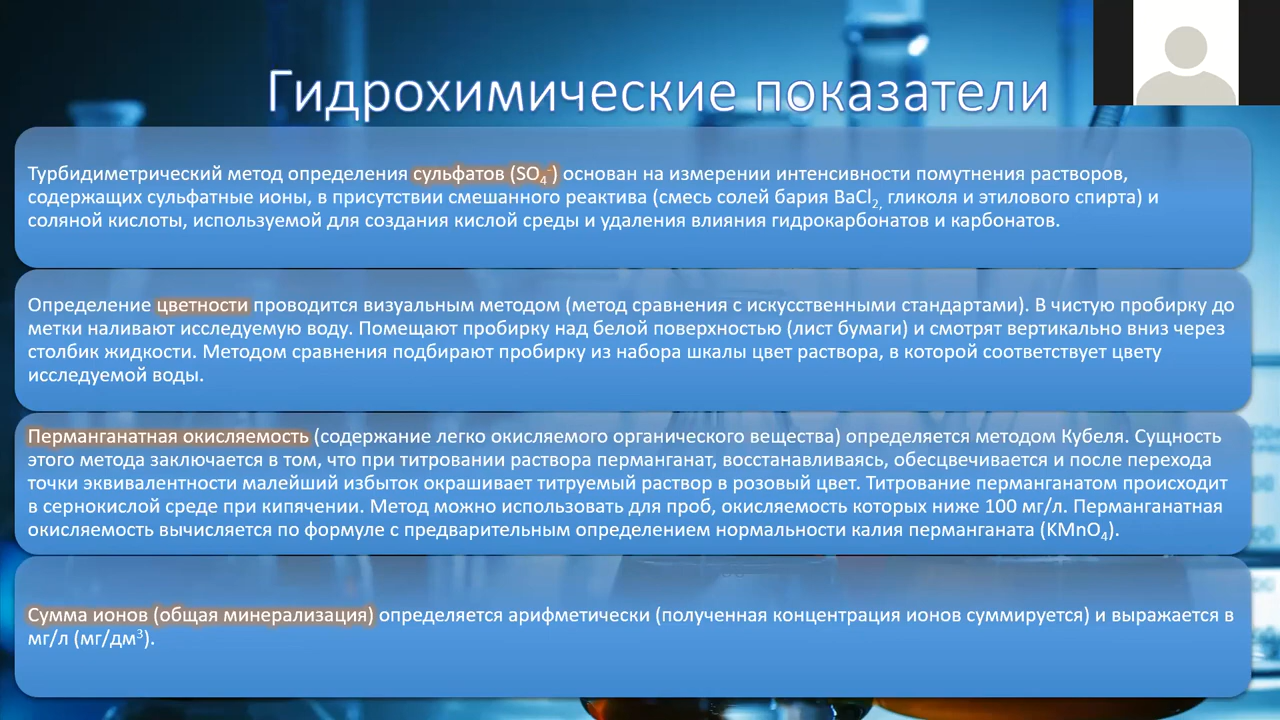 Гидрохимические показатели
Турбидиметрический метод определения сульфатов (SO₄⁻) основан на измерении интенсивности помутнения растворов,
содержащих сульфатные ионы, в присутствии смешанного реактива (смесь солей бария BaCl₂, гликоля и этилового спирта) и
соляной кислоты, используемой для создания кислой среды и удаления влияния гидрокарбонатов и карбонатов.
Определение цветности проводится визуальным методом (метод сравнения с искусственными стандартами). В чистую пробирку до
метки наливают исследуемую воду. Помещают пробирку над белой поверхностью (лист бумаги) и смотрят вертикально вниз через
столбик жидкости. Методом сравнения подбирают пробирку из набора шкалы цвет раствора, в которой соответствует цвету
исследуемой воды.
Перманганатная окисляемость (содержание легко окисляемого органического вещества) определяется методом Кубеля. Сущность
этого метода заключается в том, что при титровании раствора перманганат, восстанавливаясь, обесцвечивается и после перехода
точки эквивалентности малейший избыток окрашивает титруемый раствор в розовый цвет. Титрование перманганатом происходит
в сернокислой среде при кипячении. Метод можно использовать для проб, окисляемость которых ниже 100 мг/л. Перманганатная
окисляемость вычисляется по формуле с предварительным определением нормальности калия перманганата (KMnO₄).
Сумма ионов (общая минерализация) определяется арифметически (полученная концентрация ионов суммируется) и выражается в
мг/л (мг/дм³).